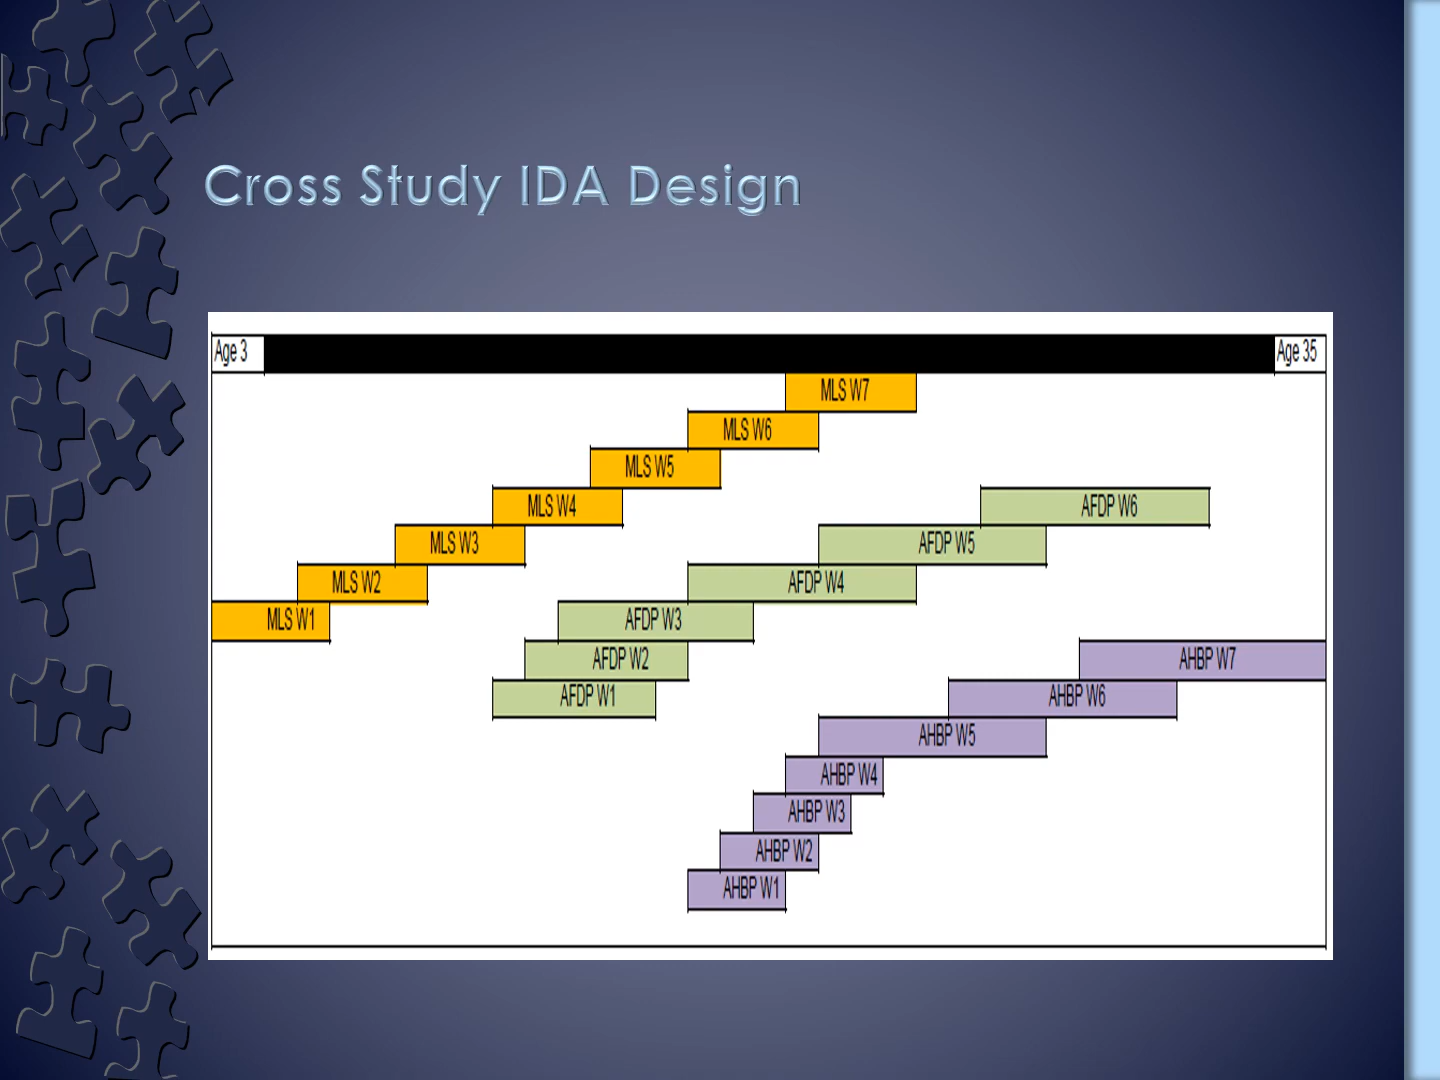 Cross Study IDA Design
Age 3
Age 35
MLS W7
MLS W6
MLS W5
MLS W4
AFDP W6
MLS W3
AFDP W5
MLS W2
AFDP W4
MLS W1
AFDP W3
AFDP W2
AHBP W7
AFDP W1
AHBP W6
AHBP W5
AHBP W4
AHBP W3
AHBP W2
AHBP W1